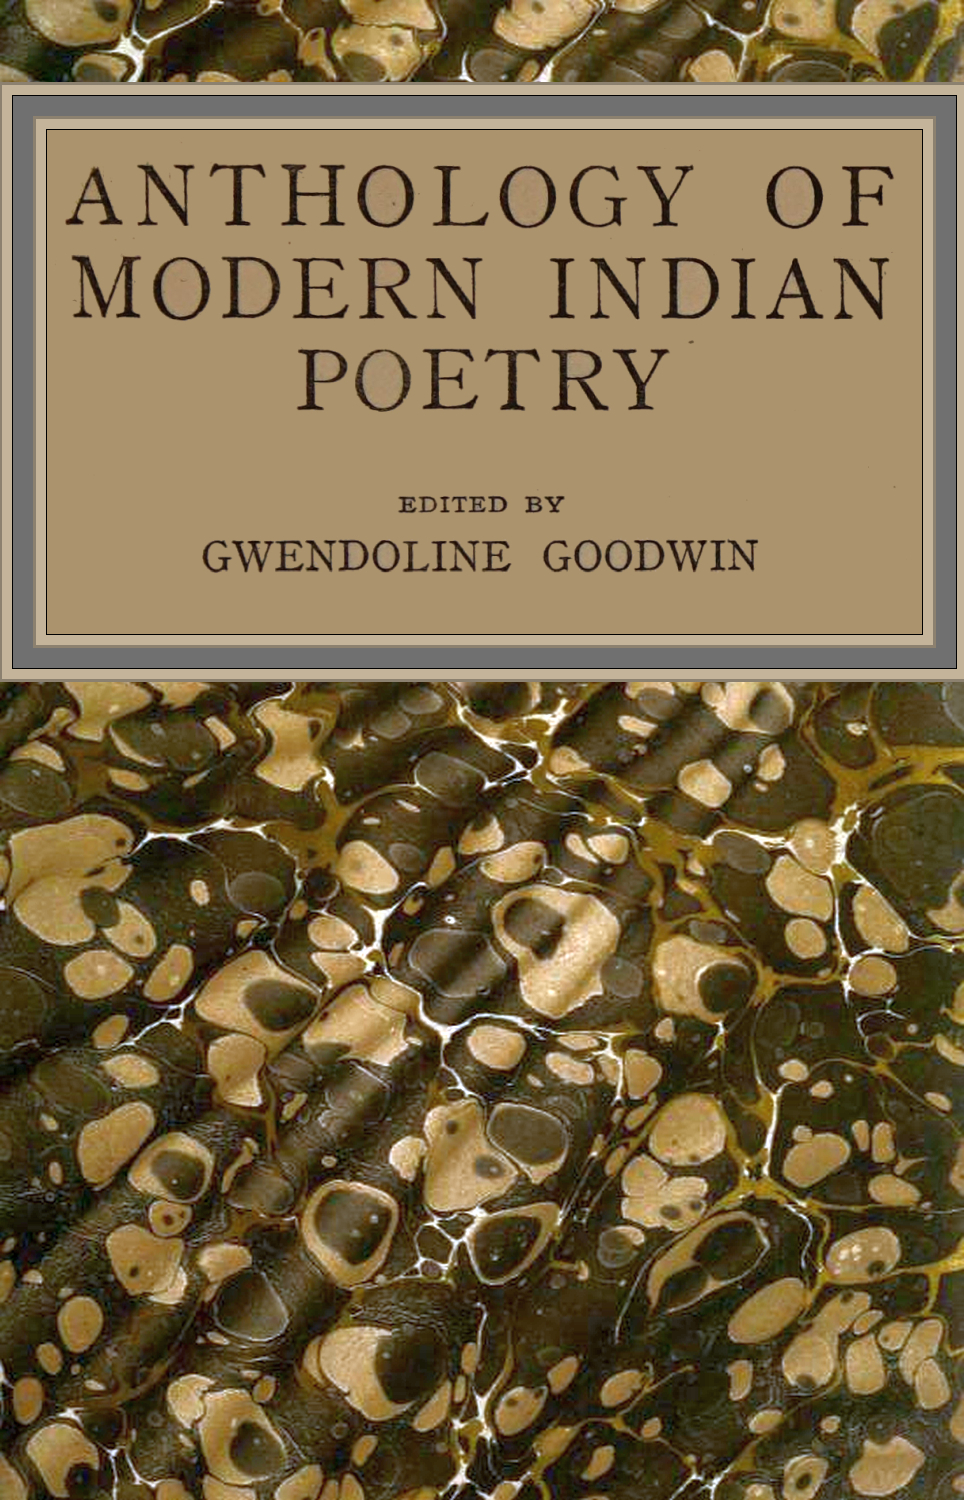 ANTHOLOGY OF
MODERN INDIAN
POETRY
EDITED BY
GWENDOLINE GOODWIN